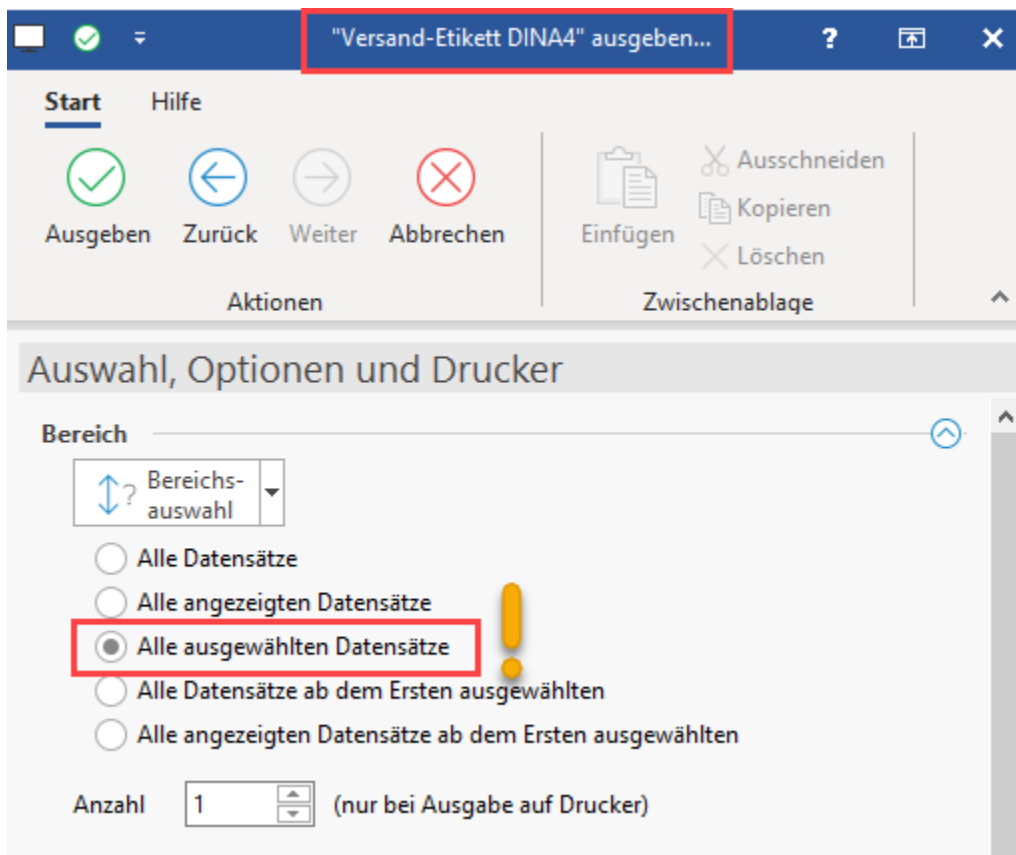 "Versand-Etikett DINA4" ausgeben...
?
Start Hilfe
Ausgeben Zurück Weiter Abbrechen
Einfügen
Ausschneiden
Kopieren
Löschen
Aktionen
Zwischenablage
Auswahl, Optionen und Drucker
Bereich
? Bereichs-
auswahl
Alle Datensätze
Alle angezeigten Datensätze
Alle ausgewählten Datensätze
!
Alle Datensätze ab dem Ersten ausgewählten
Alle angezeigten Datensätze ab dem Ersten ausgewählten
Anzahl 1 (nur bei Ausgabe auf Drucker)